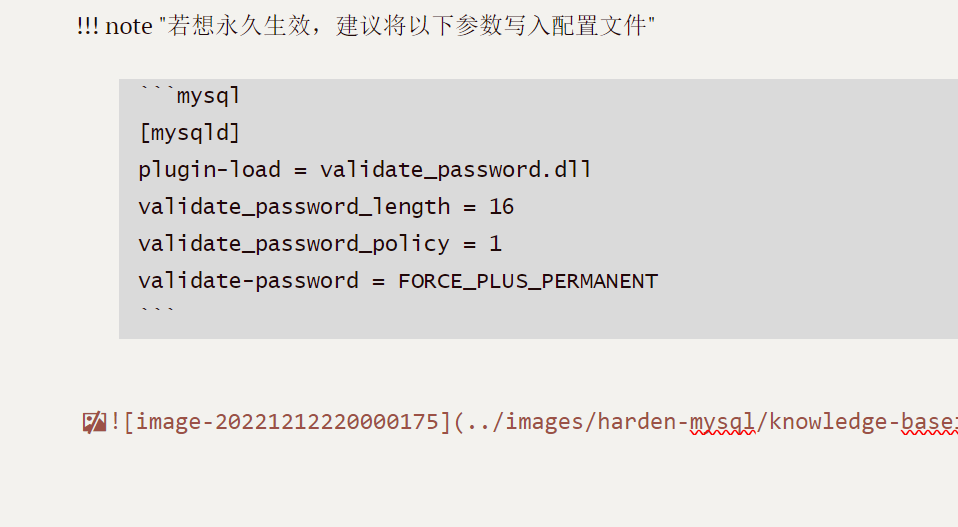 !!! note "若想永久生效，建议将以下参数写入配置文件"
```mysql
[mysqld]
plugin-load = validate_password.dll
validate_password_length = 16
validate_password_policy = 1
validate-password = FORCE_PLUS_PERMANENT
```
![image-20221212220000175](../images/harden-mysql/knowledge-base